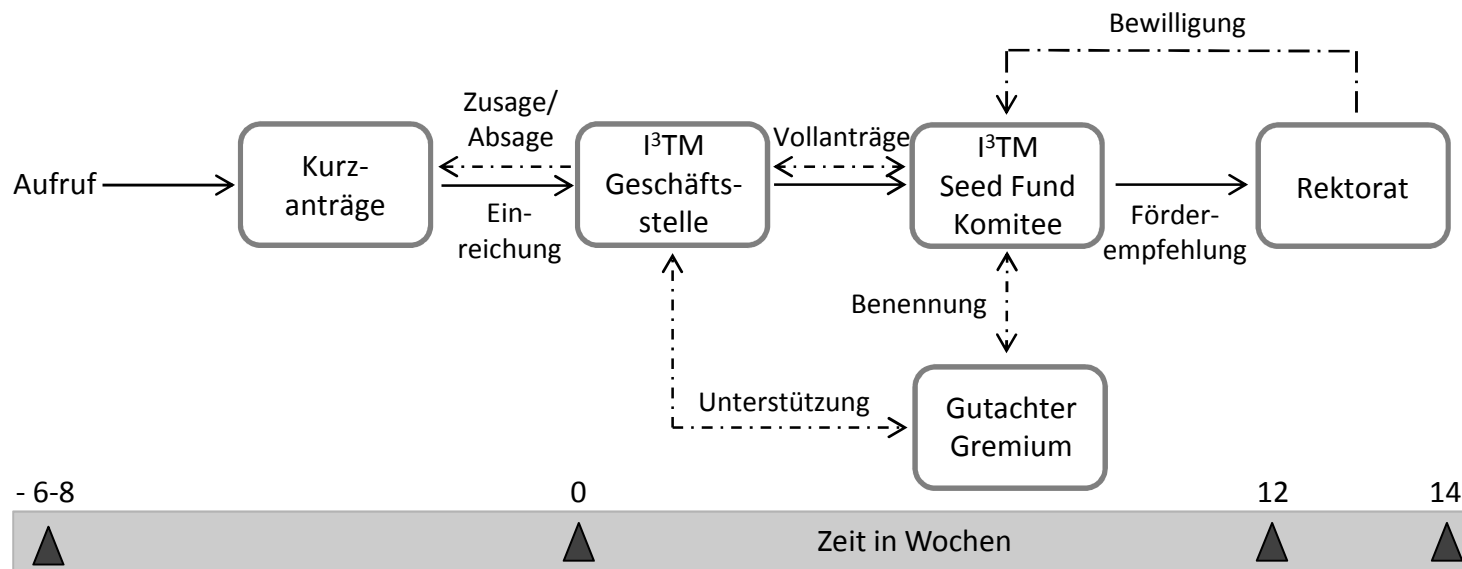 Bewilligung
Zusage/
Absage
Aufruf
Kurz-
anträge
Ein-
reichung
I³TM
Geschäfts-
stelle
Vollanträge
I³TM
Seed Fund
Komitee
Förder-
empfehlung
Rektorat
Benennung
Unterstützung
Gutachter
Gremium
- 6-8
0
12
14
Zeit in Wochen